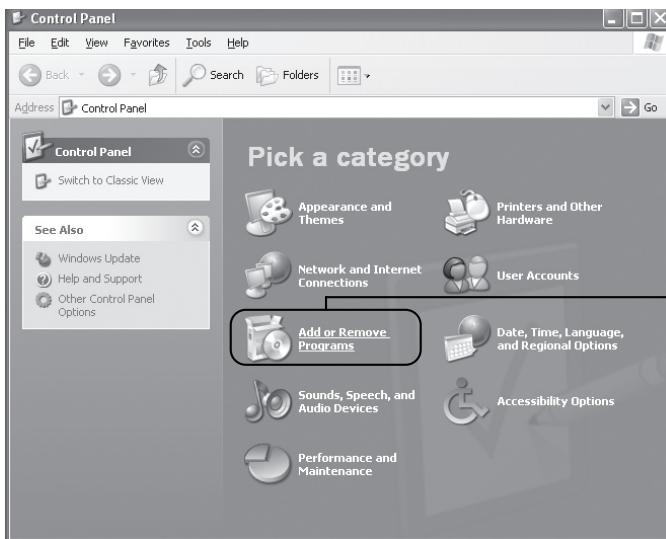 Control Panel
File Edit View Favorites Tools Help
Back Search Folders
Address Control Panel Go
Control Panel
Switch to Classic View
See Also
Windows Update
Help and Support
Other Control Panel
Options
Pick a category
Appearance and
Themes
Printers and Other
Hardware
Network and Internet
Connections
User Accounts
Add or Remove
Programs
Date, Time, Language,
and Regional Options
Sounds, Speech, and
Audio Devices
Accessibility Options
Performance and
Maintenance